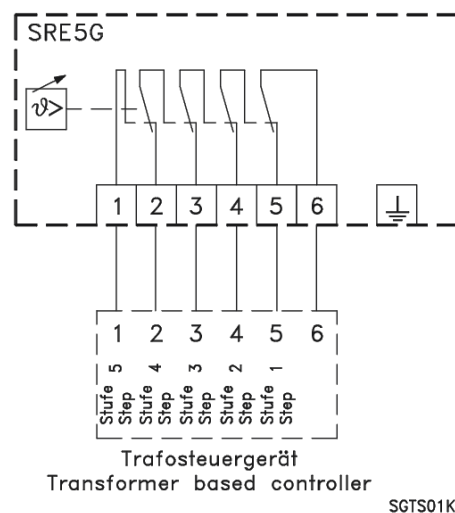 SRE5G
ϑ>
1 2 3 4 5 6
1 2 3 4 5 6
Stufe 5
Step
Stufe 4
Step
Stufe 3
Step
Stufe 2
Step
Stufe 1
Step
Trafosteuergerät
Transformer based controller
SGTS01K